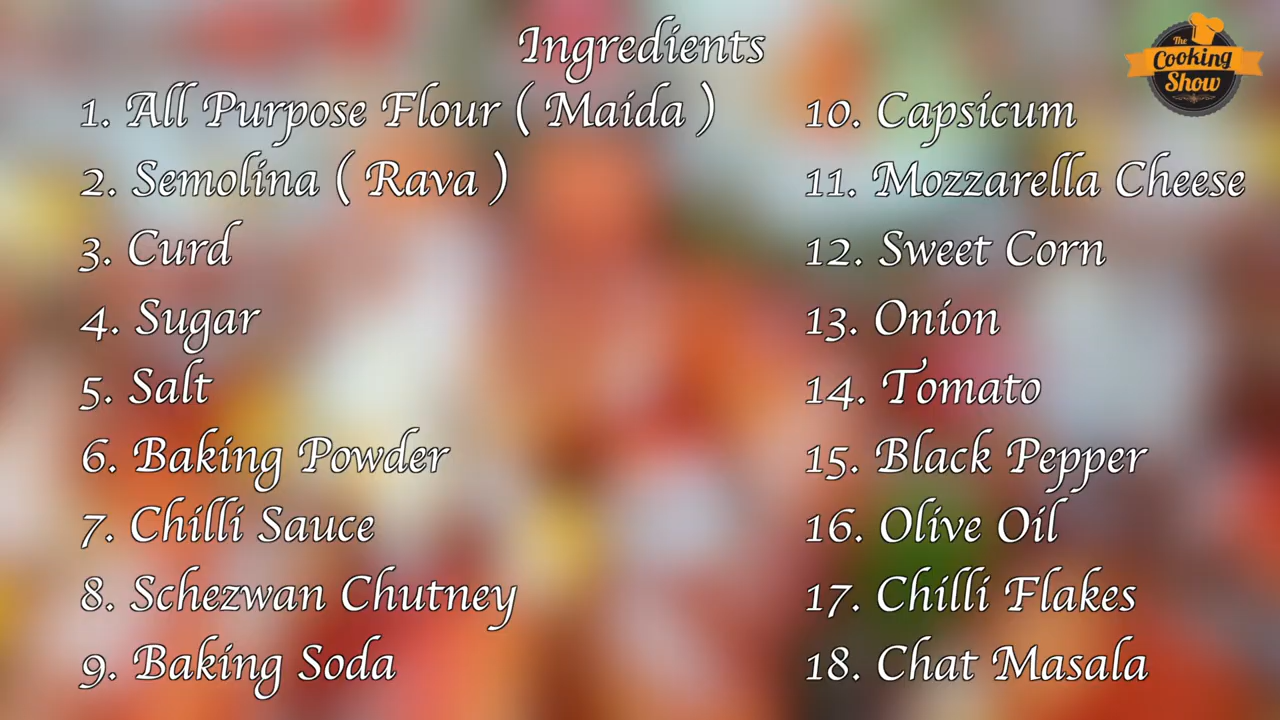 Ingredients
1. All Purpose Flour ( Maida )
2. Semolina ( Rava )
3. Curd
4. Sugar
5. Salt
6. Baking Powder
7. Chilli Sauce
8. Schezwan Chutney
9. Baking Soda
10. Capsicum
11. Mozzarella Cheese
12. Sweet Corn
13. Onion
14. Tomato
15. Black Pepper
16. Olive Oil
17. Chilli Flakes
18. Chat Masala
The
Cooking
Show